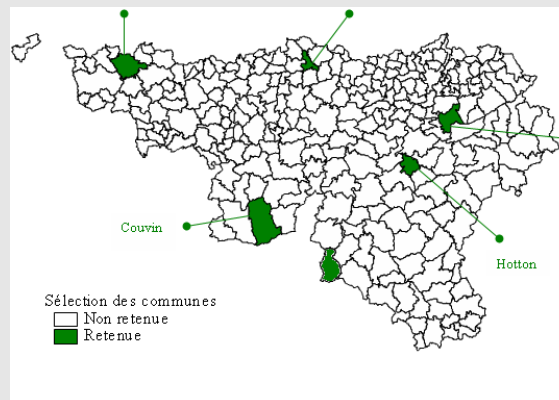 Couvin
Hotton
Sélection des communes
Non retenue
Retenue